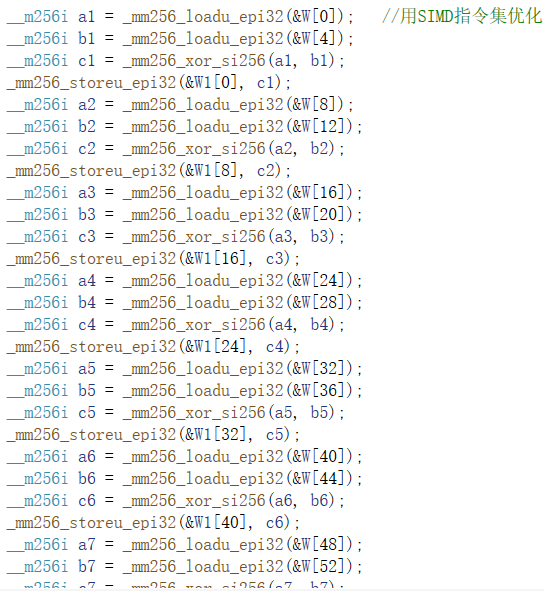 __m256i a1 = _mm256_loadu_epi32(&W[0]);   //用SIMD指令集优化
__m256i b1 = _mm256_loadu_epi32(&W[4]);
__m256i c1 = _mm256_xor_si256(a1, b1);
_mm256_storeu_epi32(&W1[0], c1);
__m256i a2 = _mm256_loadu_epi32(&W[8]);
__m256i b2 = _mm256_loadu_epi32(&W[12]);
__m256i c2 = _mm256_xor_si256(a2, b2);
_mm256_storeu_epi32(&W1[8], c2);
__m256i a3 = _mm256_loadu_epi32(&W[16]);
__m256i b3 = _mm256_loadu_epi32(&W[20]);
__m256i c3 = _mm256_xor_si256(a3, b3);
_mm256_storeu_epi32(&W1[16], c3);
__m256i a4 = _mm256_loadu_epi32(&W[24]);
__m256i b4 = _mm256_loadu_epi32(&W[28]);
__m256i c4 = _mm256_xor_si256(a4, b4);
_mm256_storeu_epi32(&W1[24], c4);
__m256i a5 = _mm256_loadu_epi32(&W[32]);
__m256i b5 = _mm256_loadu_epi32(&W[36]);
__m256i c5 = _mm256_xor_si256(a5, b5);
_mm256_storeu_epi32(&W1[32], c5);
__m256i a6 = _mm256_loadu_epi32(&W[40]);
__m256i b6 = _mm256_loadu_epi32(&W[44]);
__m256i c6 = _mm256_xor_si256(a6, b6);
_mm256_storeu_epi32(&W1[40], c6);
__m256i a7 = _mm256_loadu_epi32(&W[48]);
__m256i b7 = _mm256_loadu_epi32(&W[52]);
__m256i c7 = _mm256_xor_si256(a7, b7);